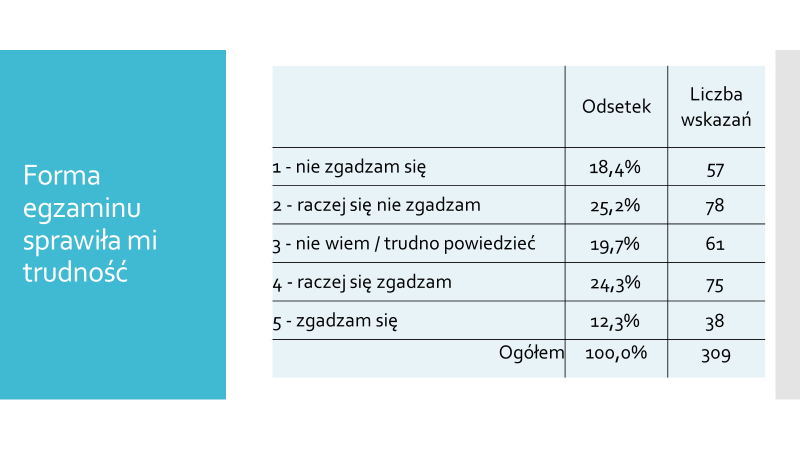 Forma
egzaminu
sprawiła mi
trudność
Odsetek
Liczba
wskazań
1 - nie zgadzam się 18,4% 57
2 - raczej się nie zgadzam 25,2% 78
3 - nie wiem / trudno powiedzieć 19,7% 61
4 - raczej się zgadzam 24,3% 75
5 - zgadzam się 12,3% 38
Ogółem 100,0% 309